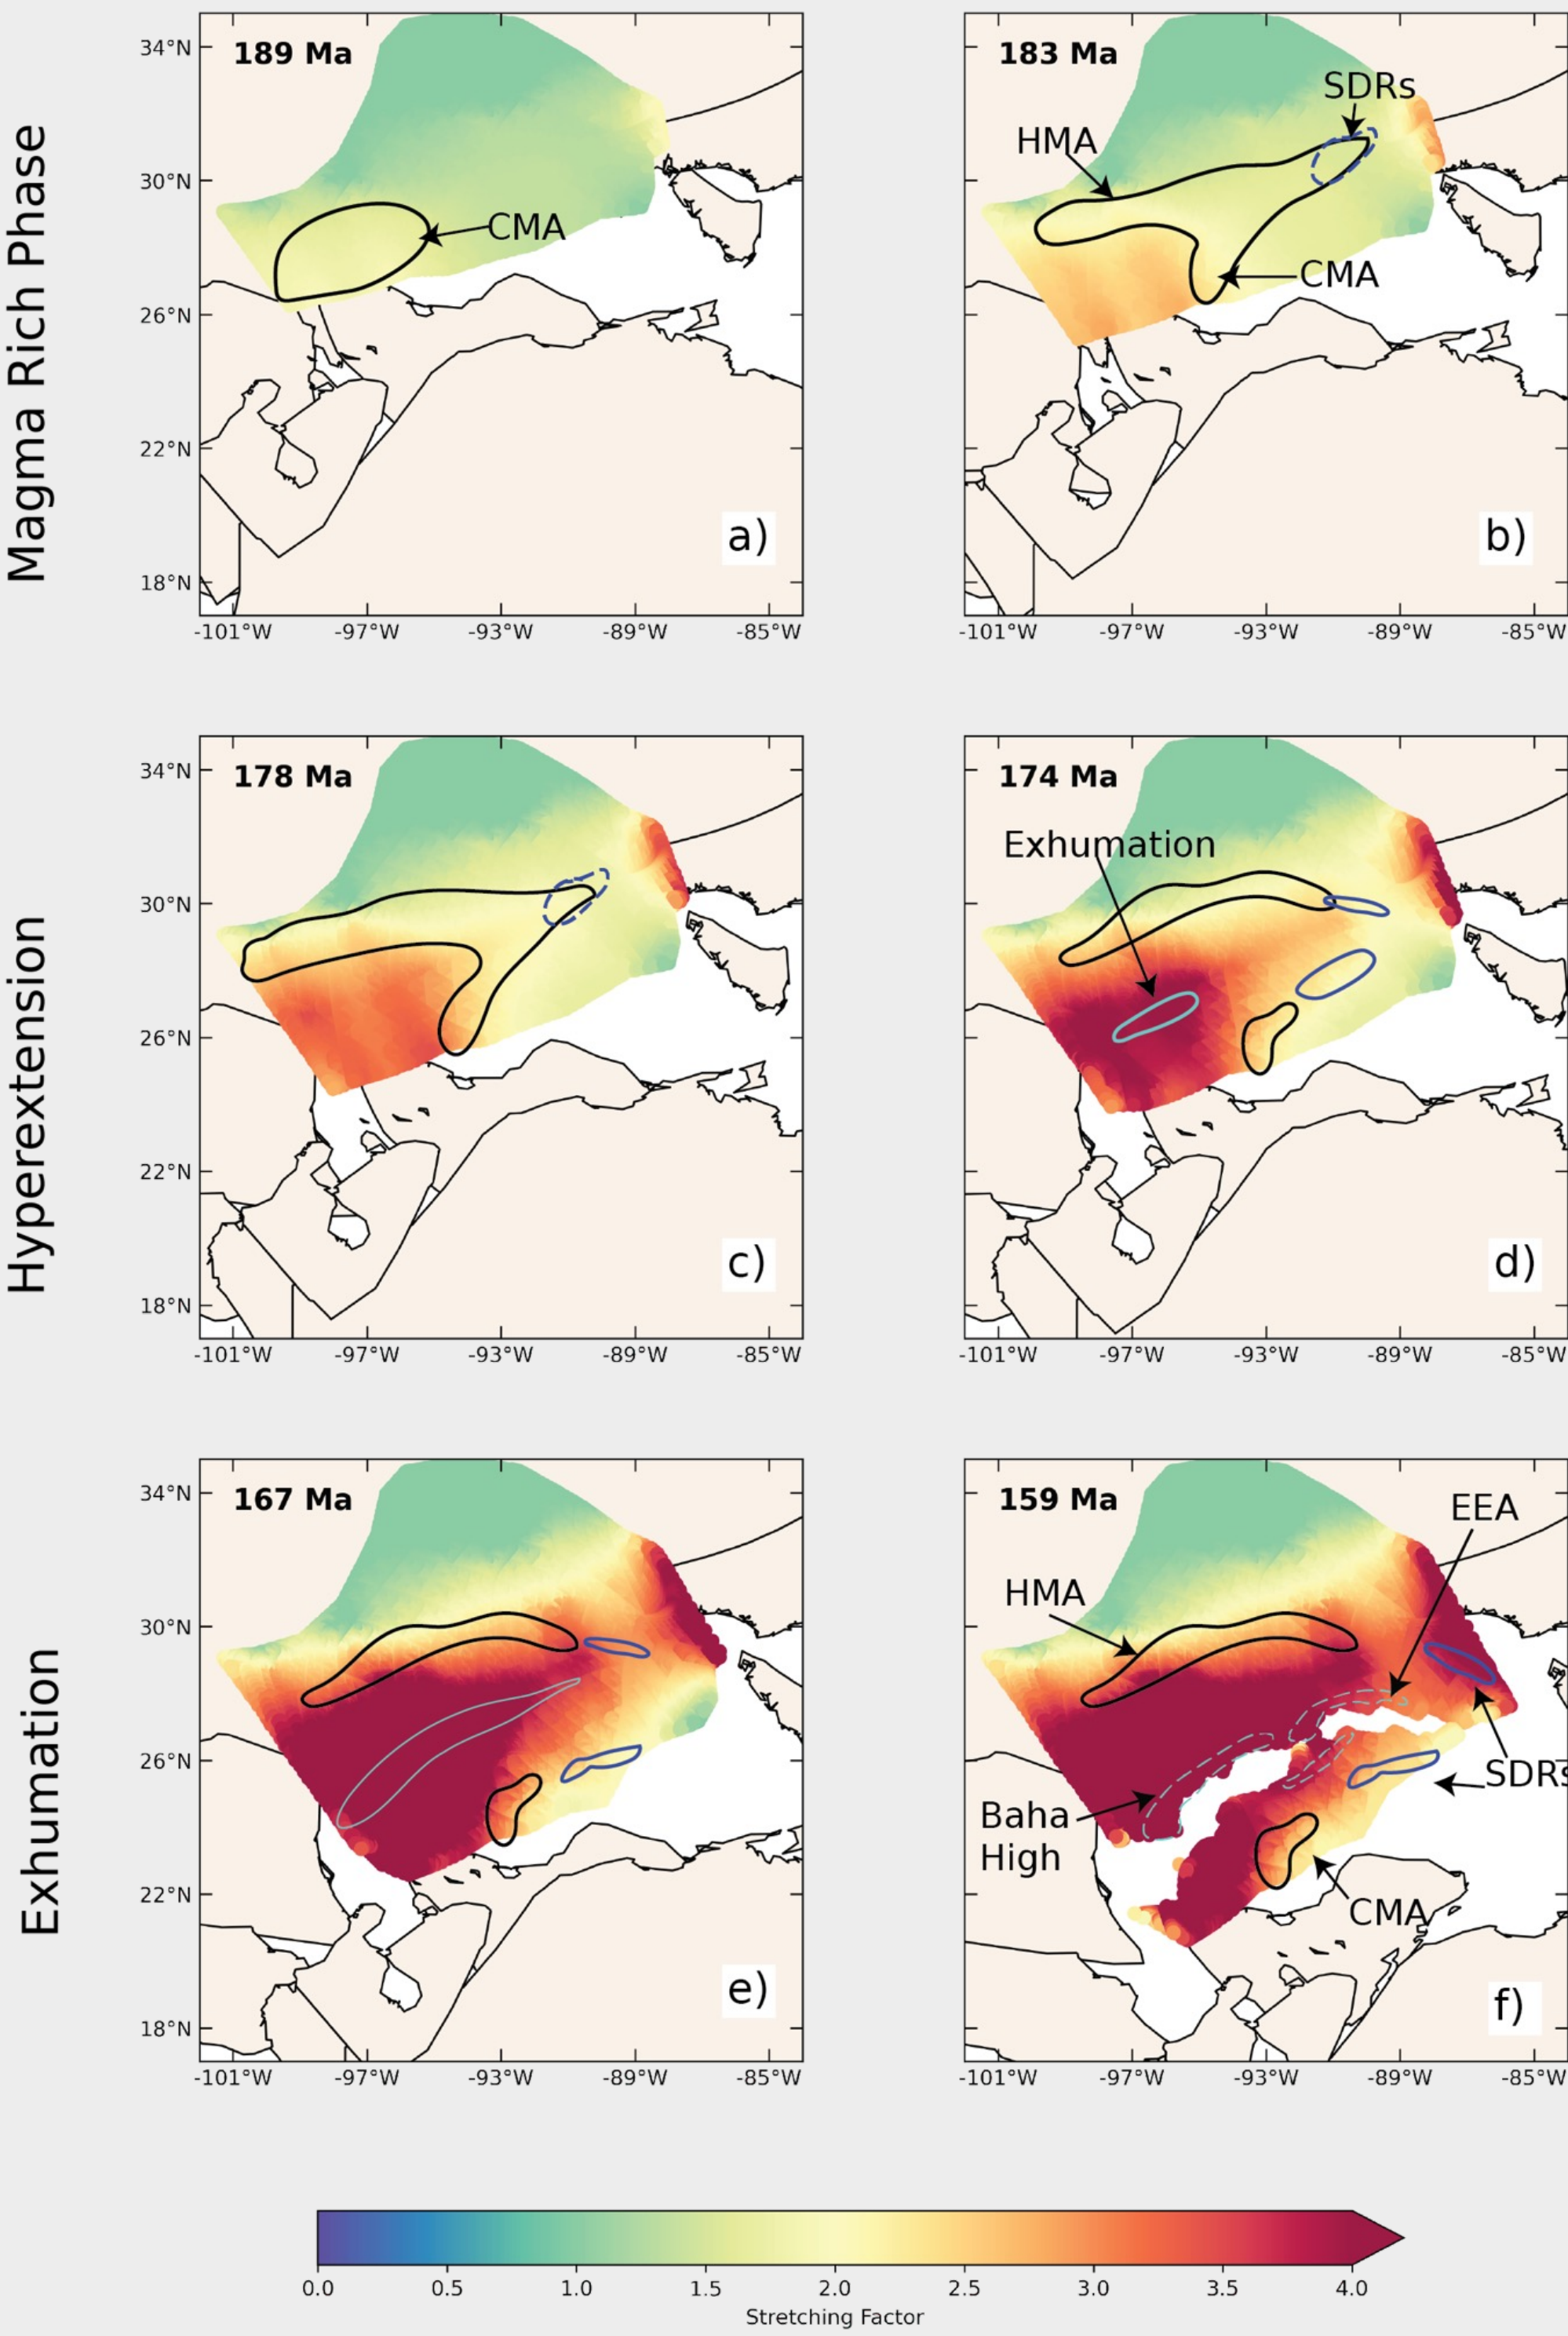 Magma Rich Phase
34°N
30°N
26°N
22°N
18°N
189 Ma
CMA
a)
-101°W -97°W -93°W -89°W -85°W
183 Ma
SDRs
HMA
CMA
b)
-101°W -97°W -93°W -89°W -85°W
Hyperextension
34°N
30°N
26°N
22°N
18°N
178 Ma
c)
-101°W -97°W -93°W -89°W -85°W
174 Ma
Exhumation
d)
-101°W -97°W -93°W -89°W -85°W
Exhumation
34°N
30°N
26°N
22°N
18°N
167 Ma
e)
-101°W -97°W -93°W -89°W -85°W
159 Ma
EEA
HMA
SDRs
Baha
High
CMA
f)
-101°W -97°W -93°W -89°W -85°W
0.0 0.5 1.0 1.5 2.0 2.5 3.0 3.5 4.0
Stretching Factor